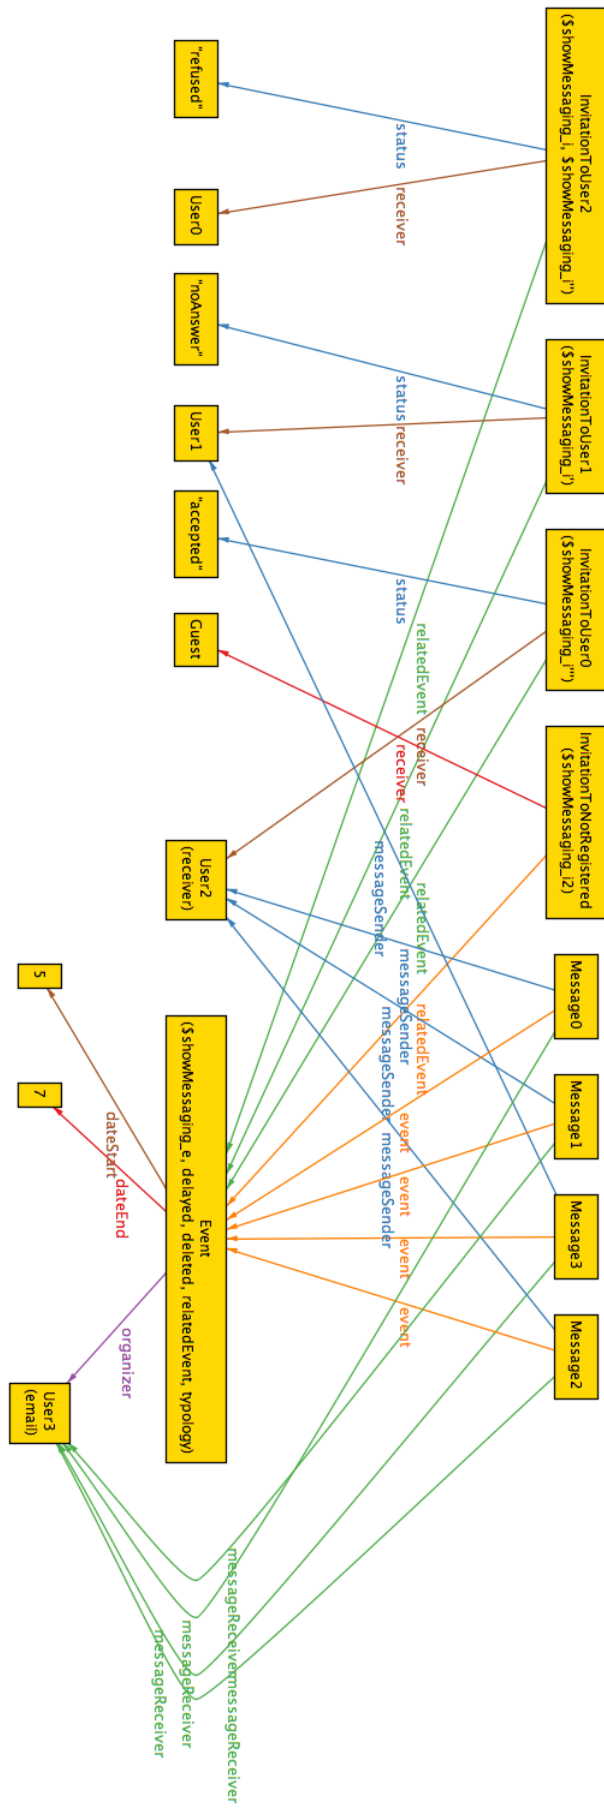 InvitationToUser2
($showMessaging_i, $showMessaging_i'')
InvitationToUser1
($showMessaging_i')
InvitationToUser0
($showMessaging_i''')
InvitationToNotRegistered
($showMessaging_i2)
Message0
Message1
Message3
Message2
status
receiver
status
receiver
status
relatedEvent
receiver
receiver
relatedEvent
messageSender
relatedEvent
messageSender
relatedEvent
messageSender
event
messageSender
event
event
event
"refused"
User0
"noAnswer"
User1
"accepted"
Guest
User2
(receiver)
Event
($showMessaging_e, delayed, deleted, relatedEvent, typology)
messageReceiver
messageReceiver
messageReceiver
messageReceiver
dateStart
dateEnd
organizer
5
7
User3
(email)